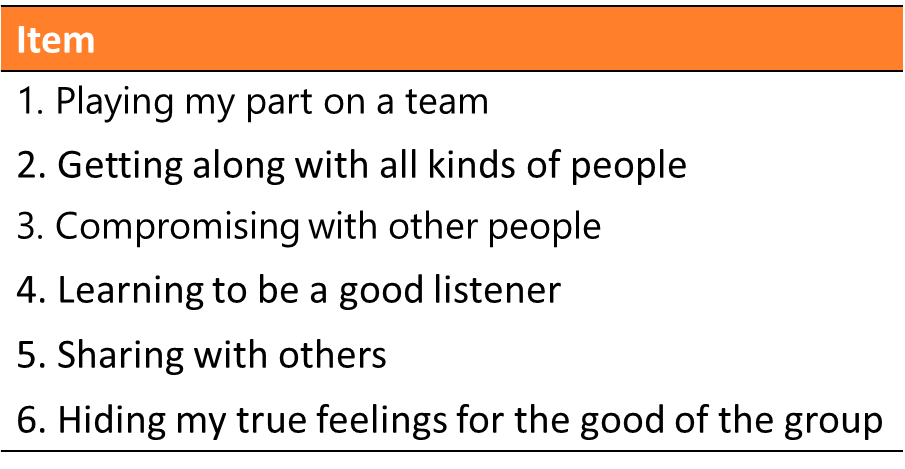 Item
1. Playing my part on a team
2. Getting along with all kinds of people
3. Compromising with other people
4. Learning to be a good listener
5. Sharing with others
6. Hiding my true feelings for the good of the group